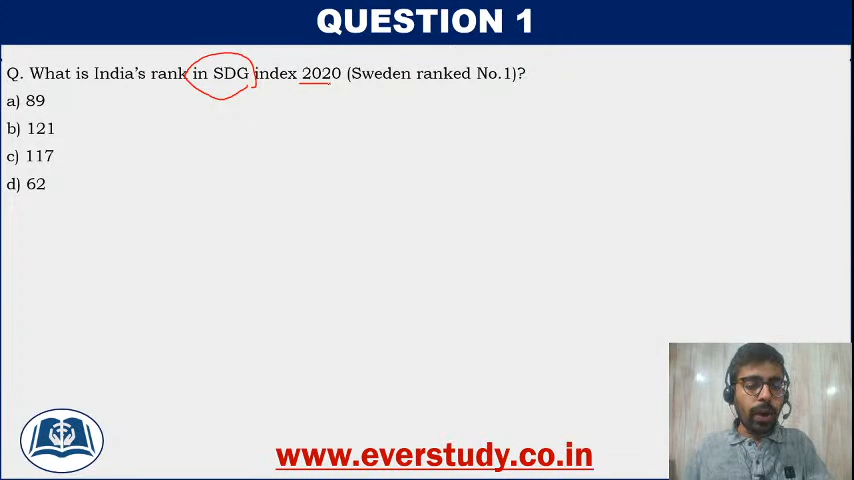 QUESTION 1
Q. What is India's rank in SDG index 2020 (Sweden ranked No.1)?
a) 89
b) 121
c) 117
d) 62
www.everstudy.co.in